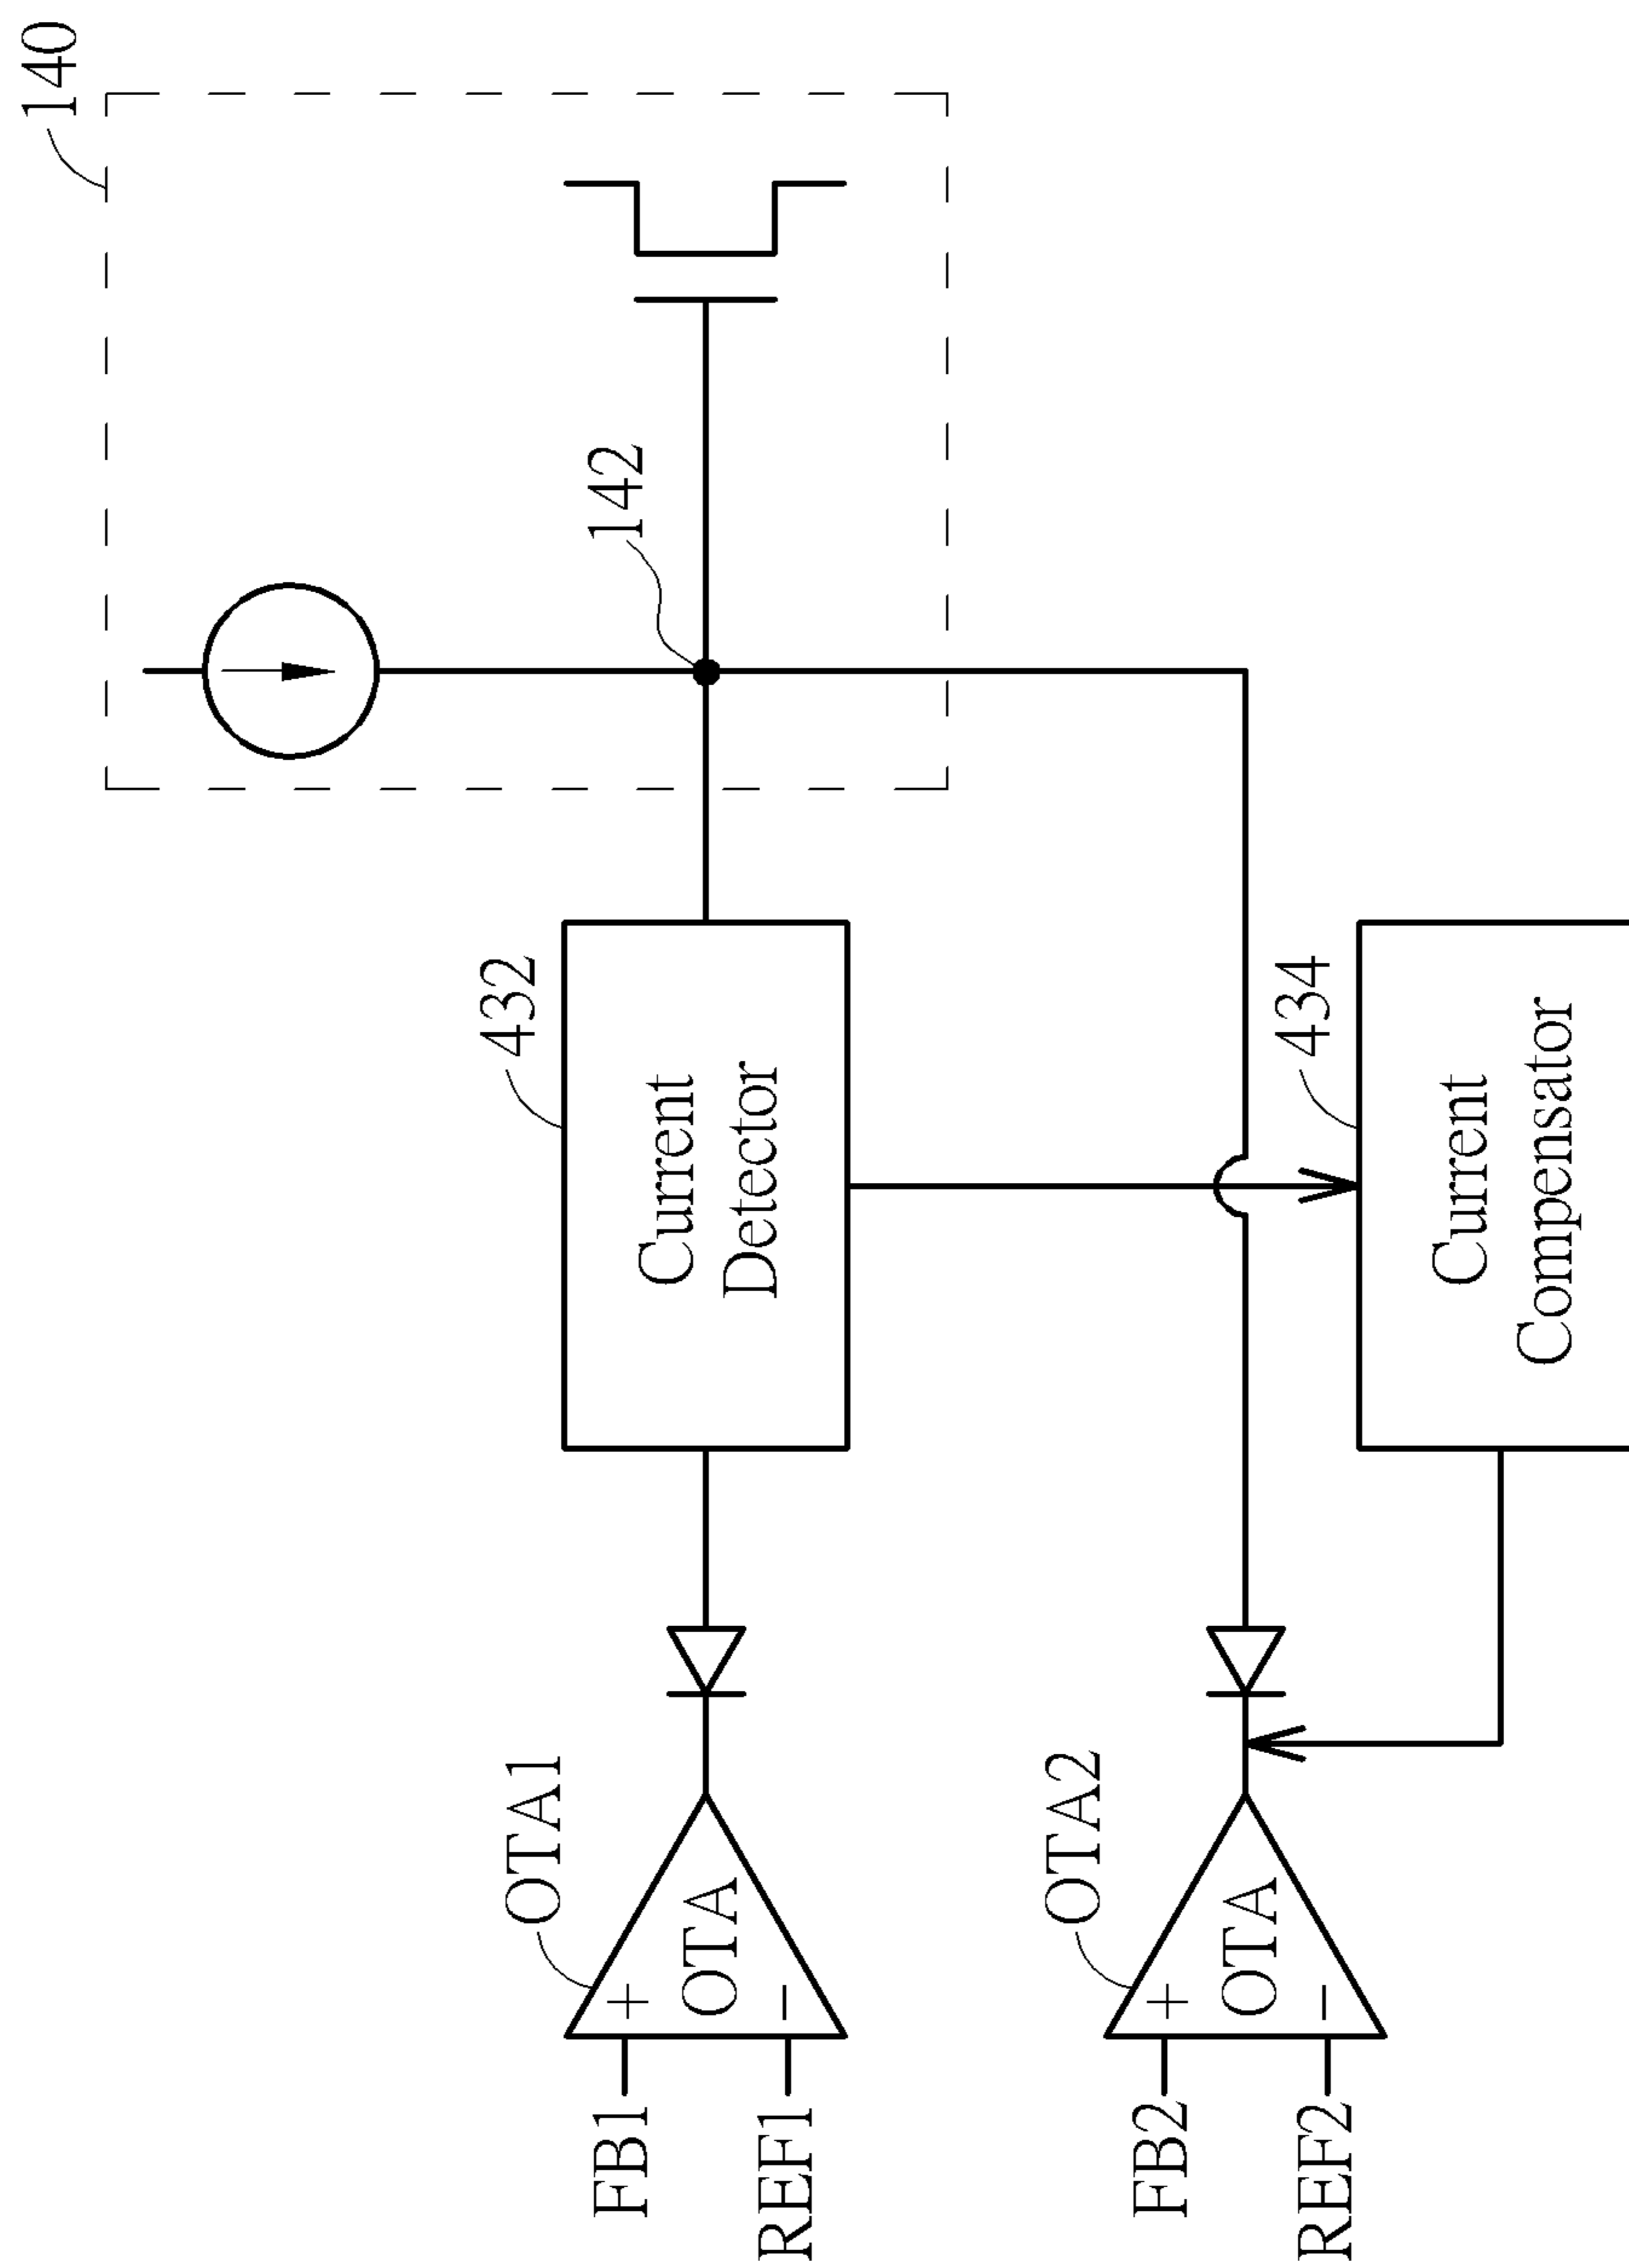 140
142
432
Current
Detector
434
Current
Compensator
OTA1
+
OTA
−
FB1
REF1
OTA2
+
OTA
−
FB2
REF2